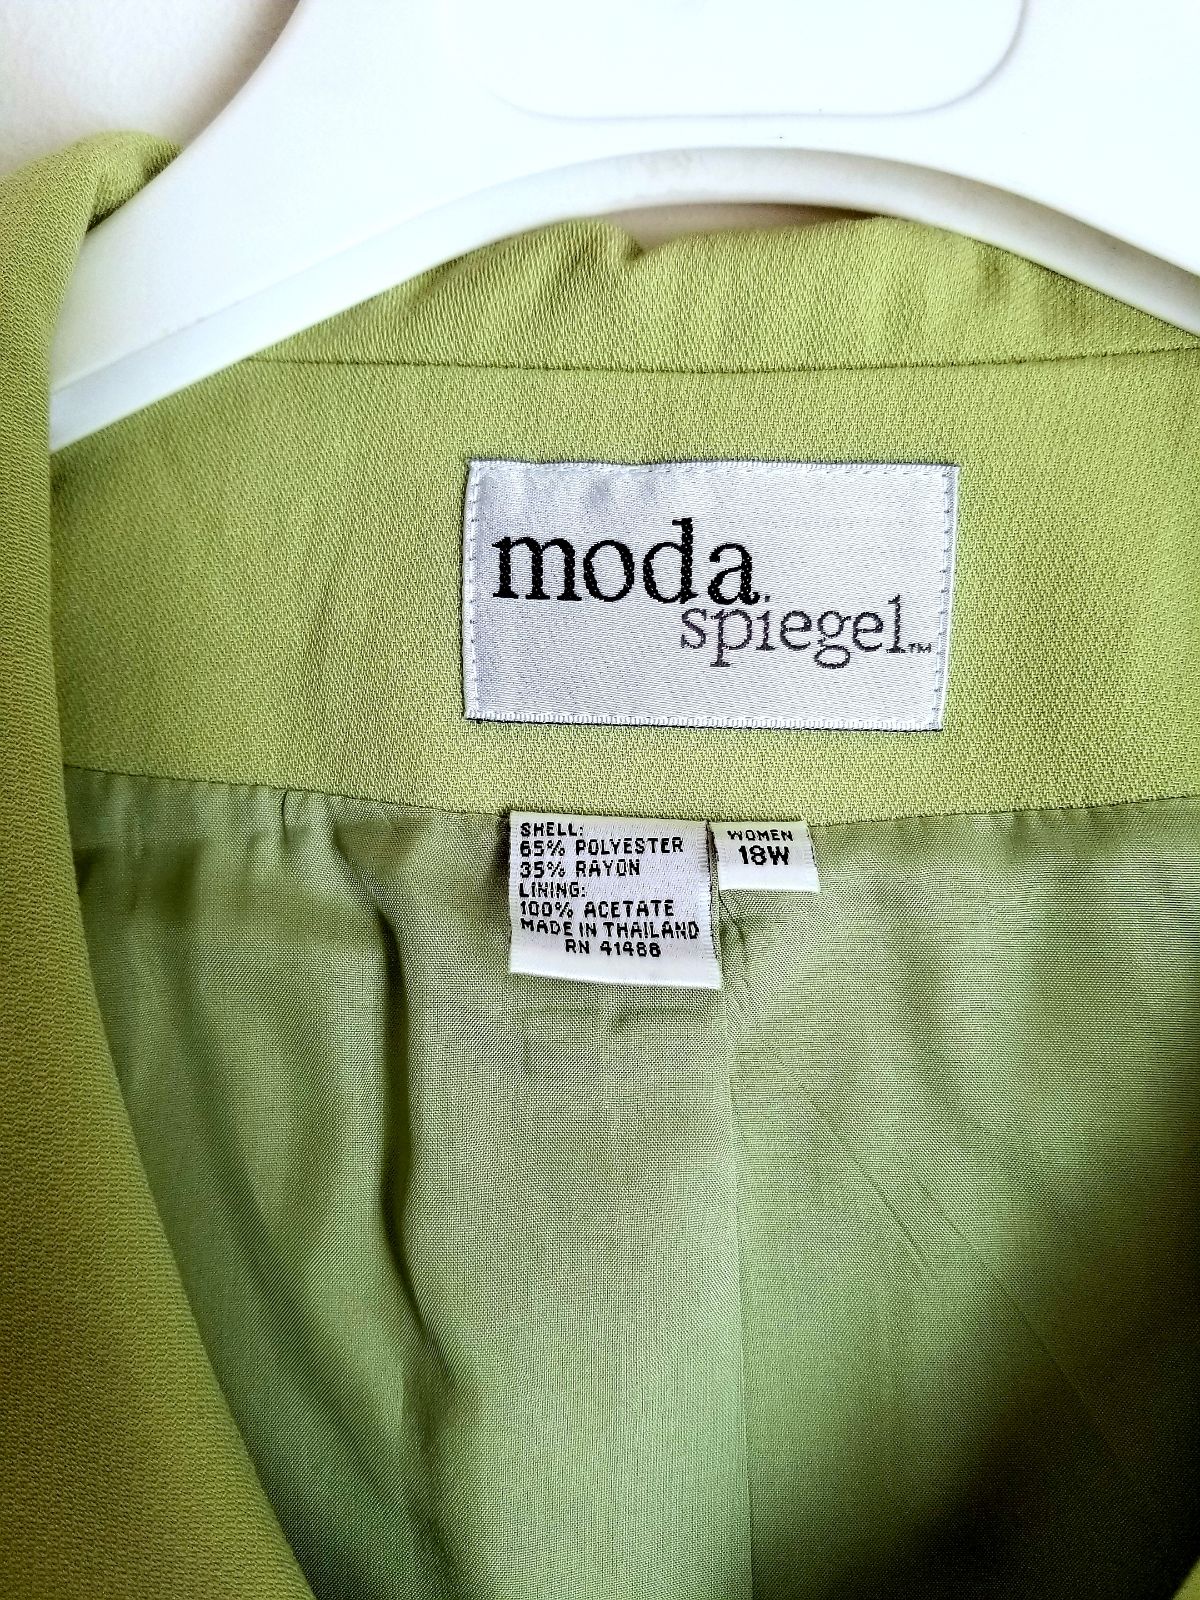 moda
spiegel™
SHELL:
65% POLYESTER
35% RAYON
LINING:
100% ACETATE
MADE IN THAILAND
RN 41488
WOMEN
18W